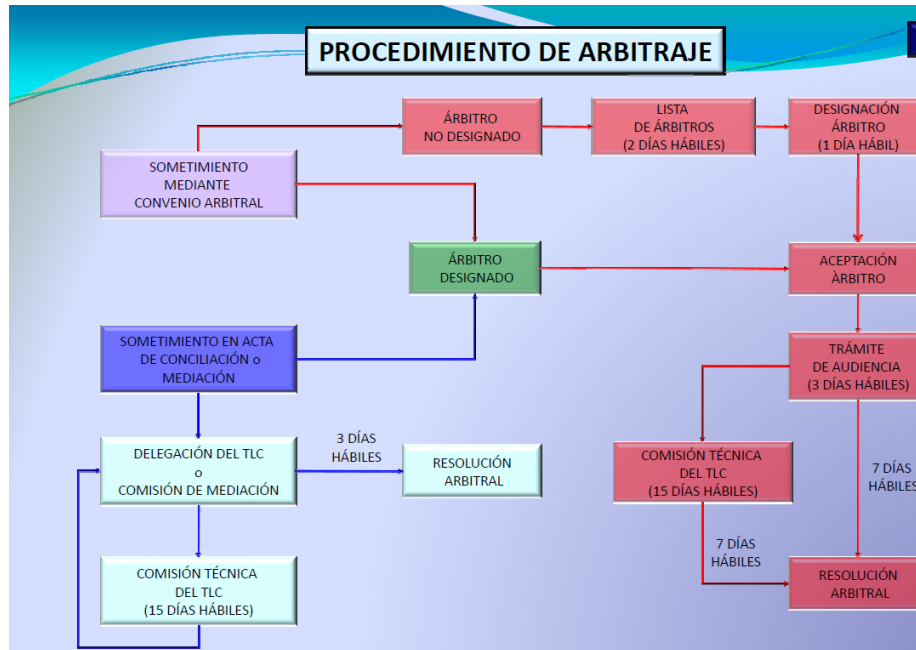 PROCEDIMIENTO DE ARBITRAJE
ÁRBITRO
NO DESIGNADO
LISTA
DE ÁRBITROS
(2 DÍAS HÁBILES)
DESIGNACIÓN
ÁRBITRO
(1 DÍA HÁBIL)
SOMETIMIENTO
MEDIANTE
CONVENIO ARBITRAL
ÁRBITRO
DESIGNADO
ACEPTACIÓN
ÀRBITRO
SOMETIMIENTO EN ACTA
DE CONCILIACIÓN o
MEDIACIÓN
TRÁMITE
DE AUDIENCIA
(3 DÍAS HÁBILES)
DELEGACIÓN DEL TLC
o
COMISIÓN DE MEDIACIÓN
3 DÍAS
HÁBILES
RESOLUCIÓN
ARBITRAL
COMISIÓN TÉCNICA
DEL TLC
(15 DÍAS HÁBILES)
7 DÍAS
HÁBILES
COMISIÓN TÉCNICA
DEL TLC
(15 DÍAS HÁBILES)
7 DÍAS
HÁBILES
RESOLUCIÓN
ARBITRAL